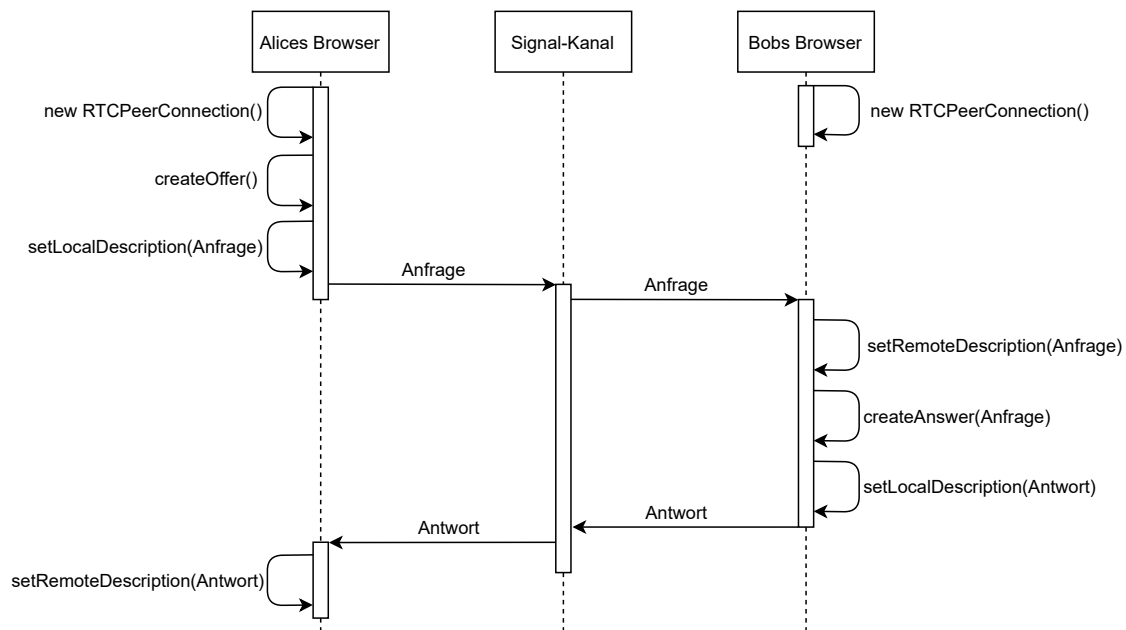 Alices Browser
Signal-Kanal
Bobs Browser
new RTCPeerConnection()
new RTCPeerConnection()
createOffer()
setLocalDescription(Anfrage)
Anfrage
Anfrage
setRemoteDescription(Anfrage)
createAnswer(Anfrage)
setLocalDescription(Antwort)
Antwort
Antwort
setRemoteDescription(Antwort)